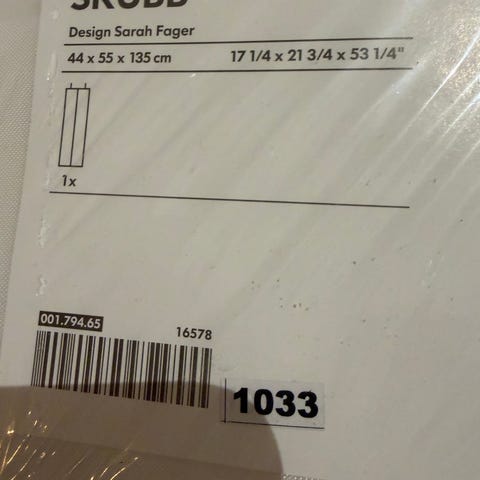 SKUBB
Design Sarah Fager
44 x 55 x 135 cm 17 1/4 x 21 3/4 x 53 1/4"
1x
001.794.65
16578
1033